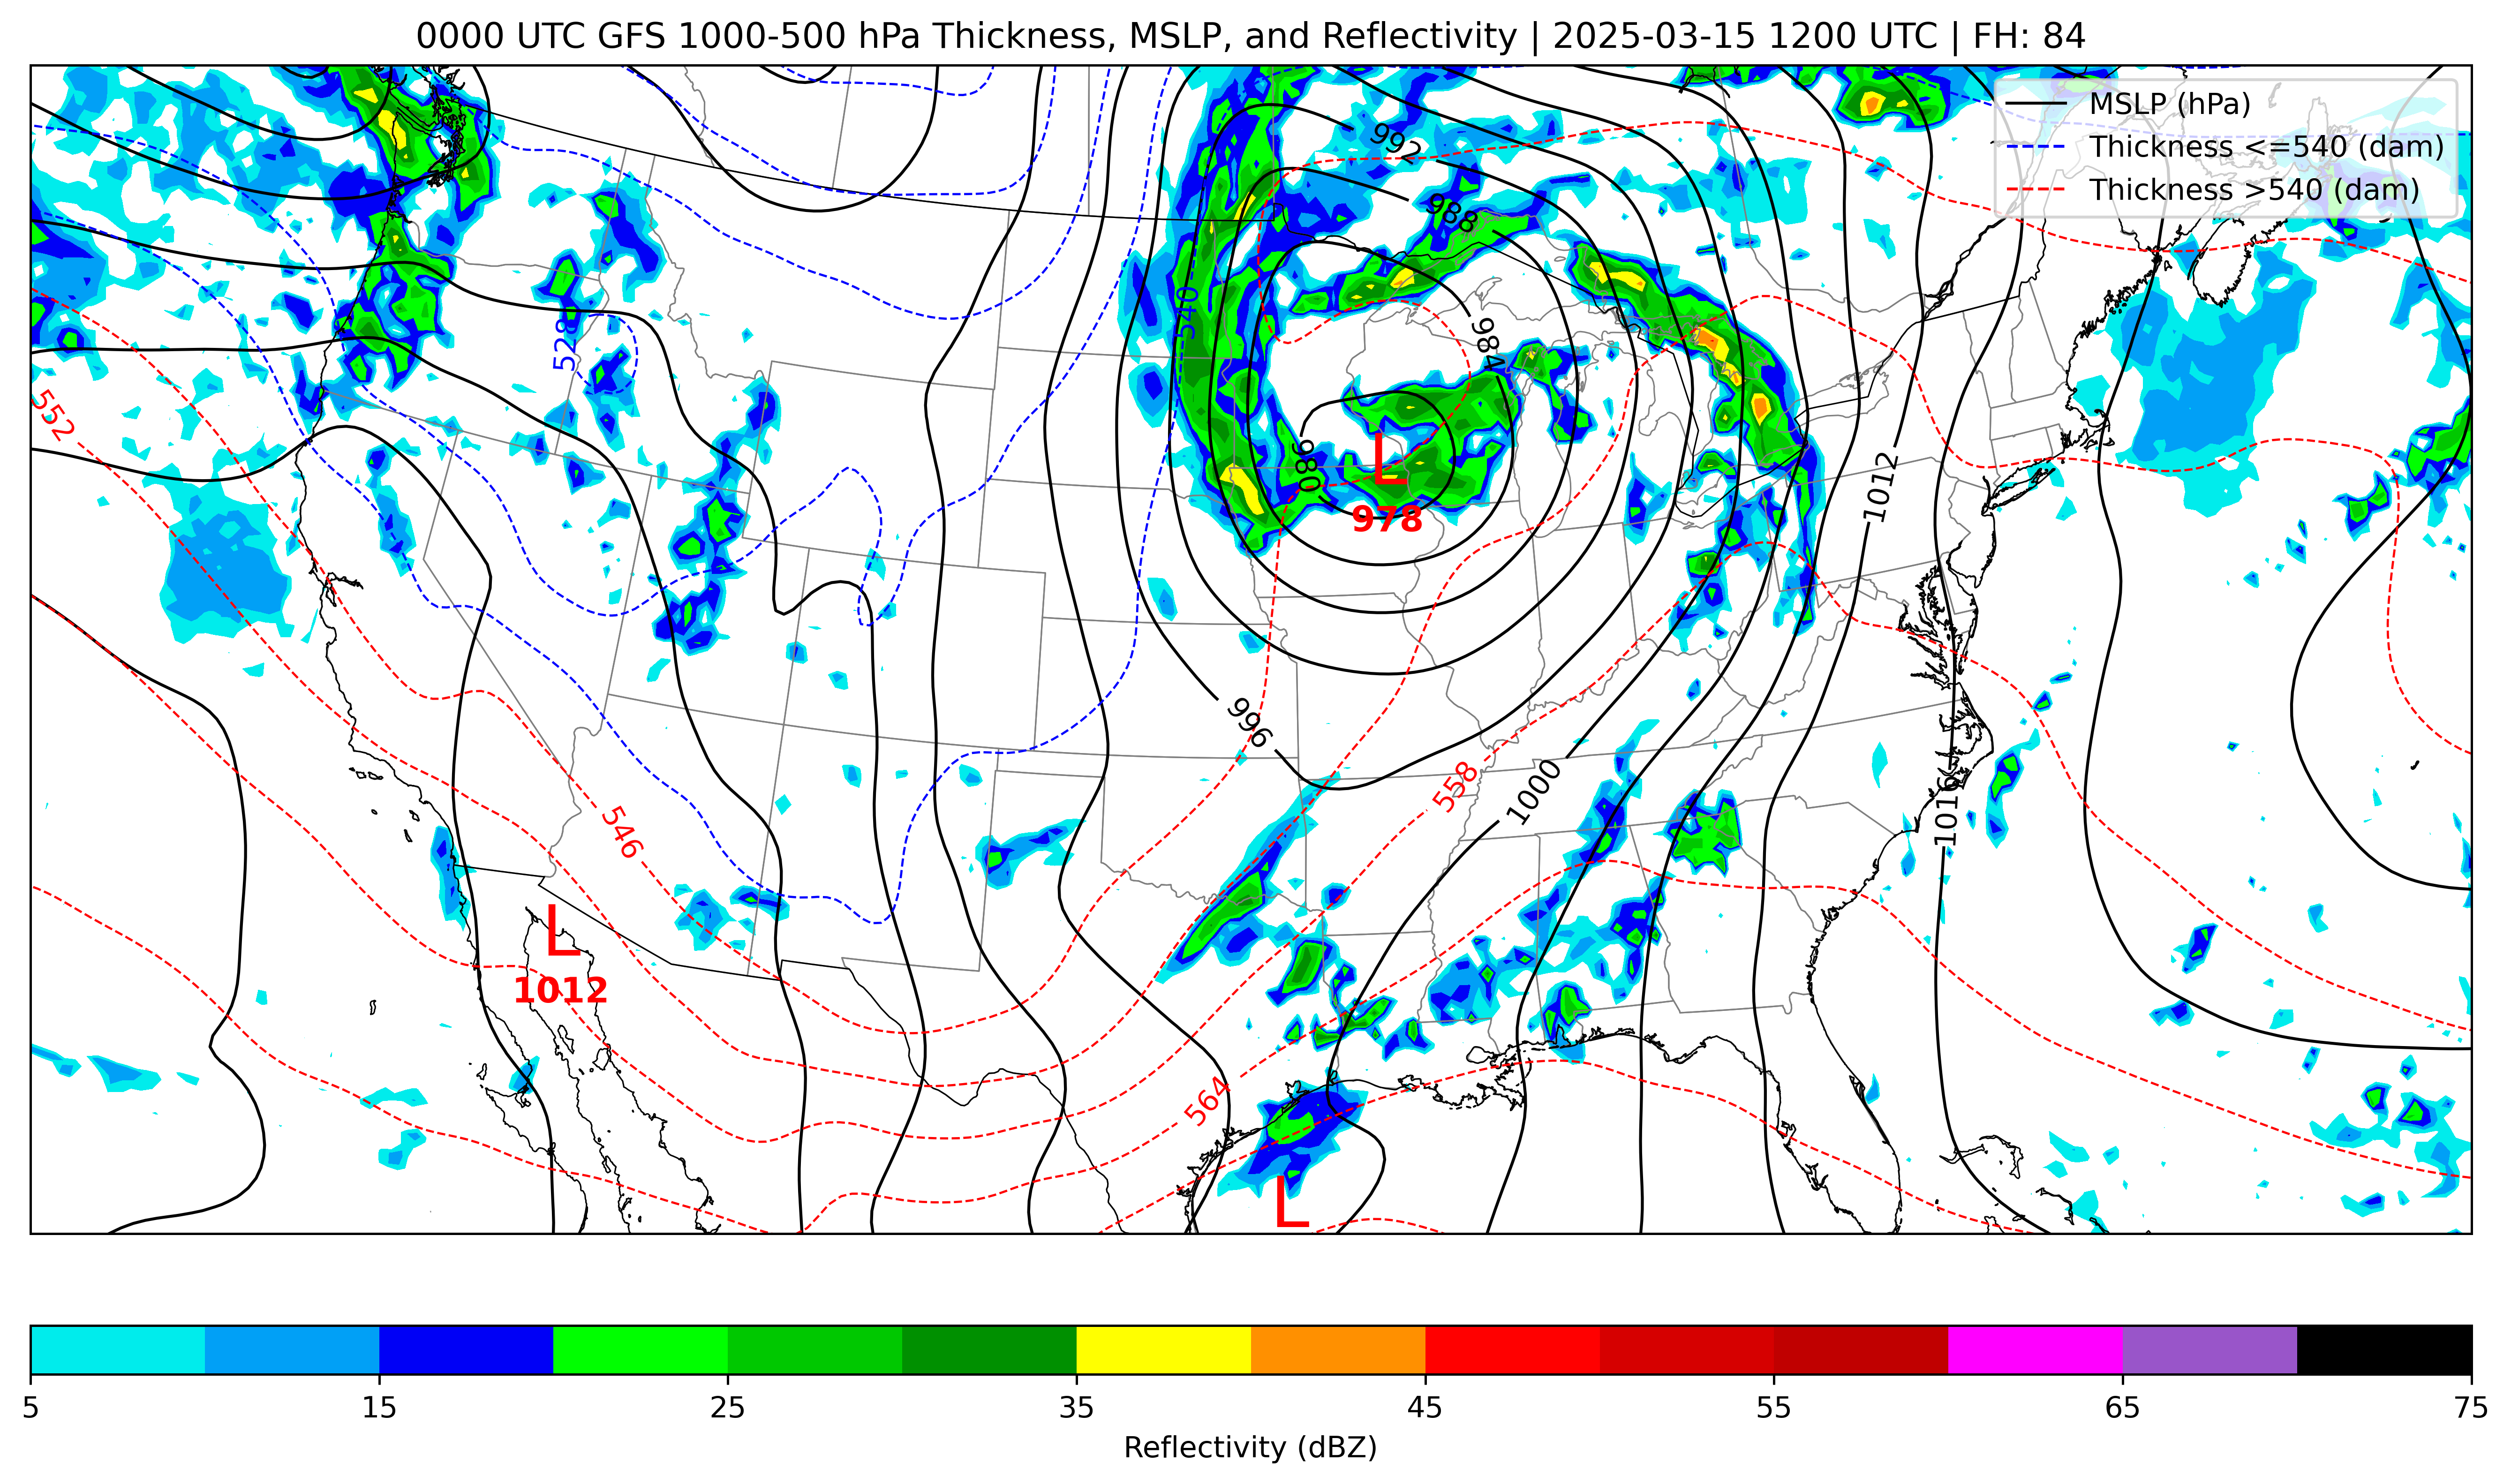 0000 UTC GFS 1000-500 hPa Thickness, MSLP, and Reflectivity | 2025-03-15 1200 UTC | FH: 84
MSLP (hPa)
Thickness <=540 (dam)
Thickness >540 (dam)
992
988
540
528
984
552
980
L
978
1012
996
558
1000
546
1016
L
1012
564
L
5 15 25 35 45 55 65 75
Reflectivity (dBZ)